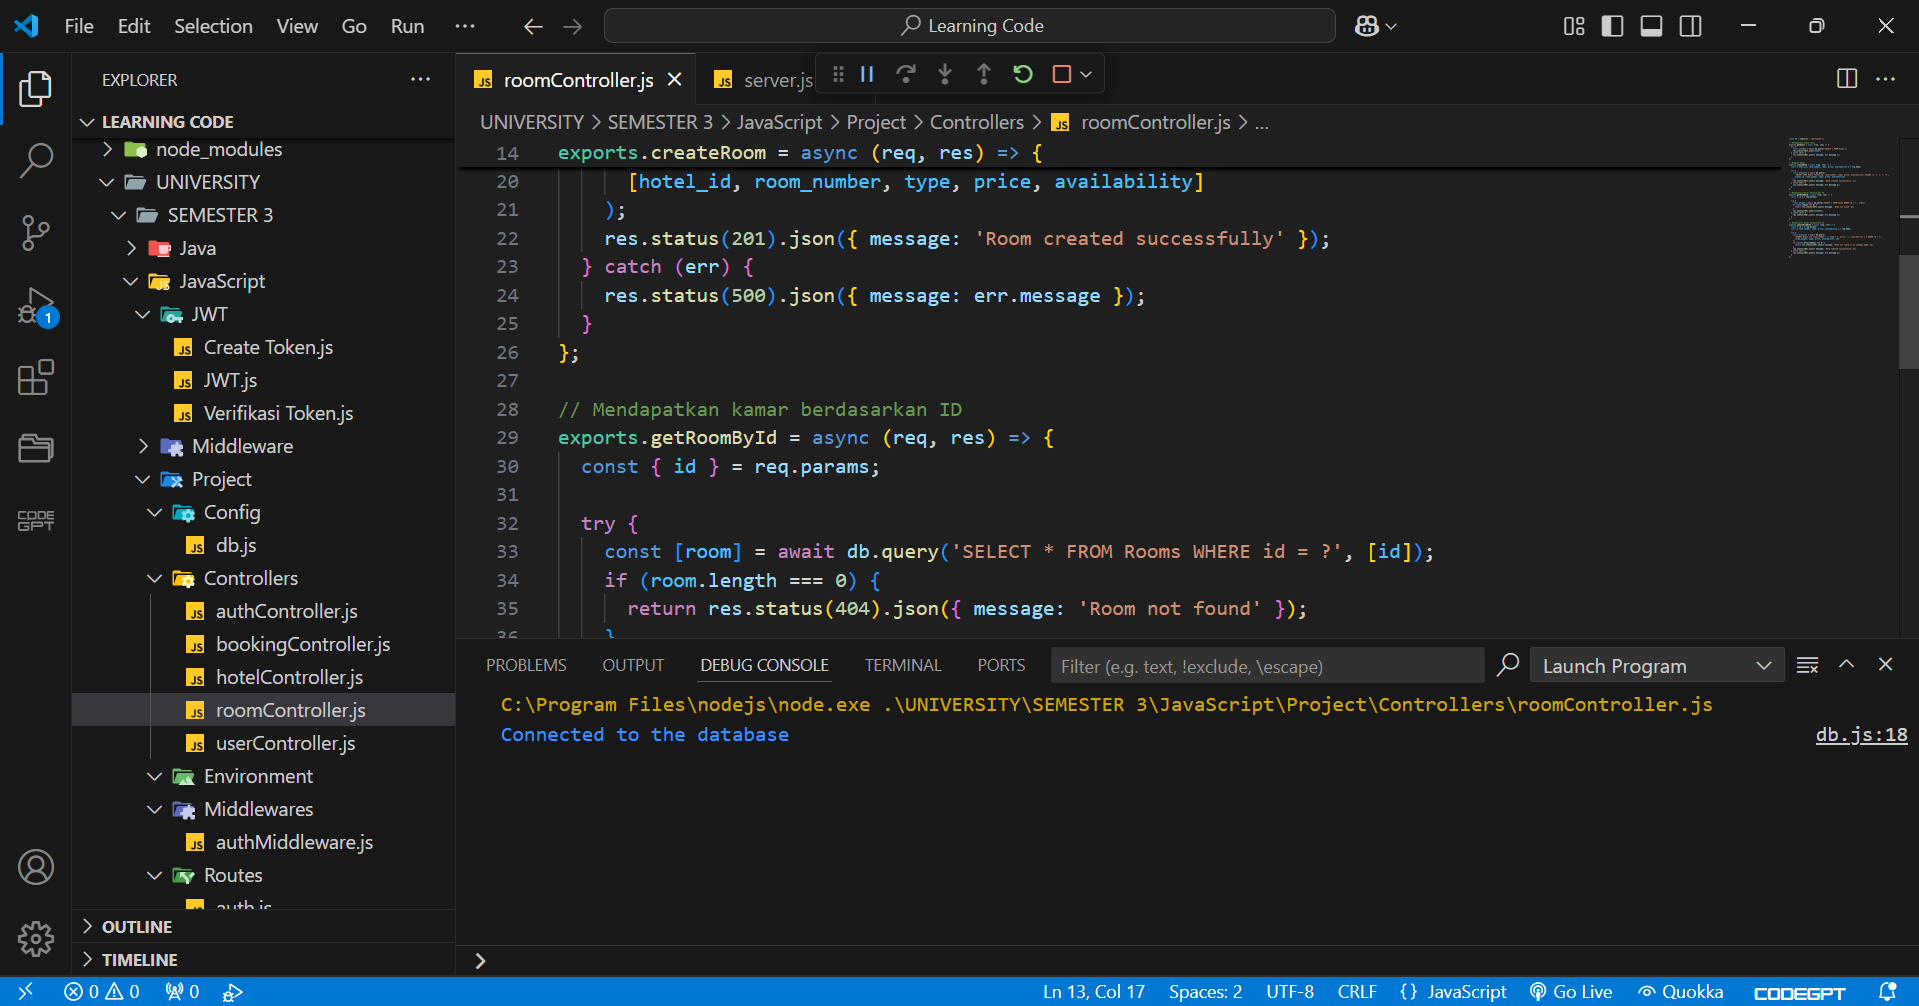 File Edit Selection View Go Run
Learning Code
EXPLORER
LEARNING CODE
node_modules
UNIVERSITY
SEMESTER 3
Java
JavaScript
JWT
Create Token.js
JWT.js
Verifikasi Token.js
Middleware
Project
Config
db.js
Controllers
authController.js
bookingController.js
hotelController.js
roomController.js
userController.js
Environment
Middlewares
authMiddleware.js
Routes
auth.js
OUTLINE
TIMELINE
1
CODE GPT
roomController.js server.js
UNIVERSITY > SEMESTER 3 > JavaScript > Project > Controllers > JS roomController.js > ...
14 exports.createRoom = async (req, res) => {
20 [hotel_id, room_number, type, price, availability]
21 );
22 res.status(201).json({ message: 'Room created successfully' });
23 } catch (err) {
24 res.status(500).json({ message: err.message });
25 }
26 };
27
28 // Mendapatkan kamar berdasarkan ID
29 exports.getRoomById = async (req, res) => {
30 const { id } = req.params;
31
32 try {
33 const [room] = await db.query('SELECT * FROM Rooms WHERE id = ?', [id]);
34 if (room.length === 0) {
35 return res.status(404).json({ message: 'Room not found' });
36 }
PROBLEMS OUTPUT DEBUG CONSOLE TERMINAL PORTS Filter (e.g. text, !exclude, \escape) Launch Program
C:\Program Files\nodejs\node.exe .\UNIVERSITY\SEMESTER 3\JavaScript\Project\Controllers\roomController.js
Connected to the database db.js:18
>
0 0 0 Ln 13, Col 17 Spaces: 2 UTF-8 CRLF {} JavaScript Go Live Quokka CODEGPT